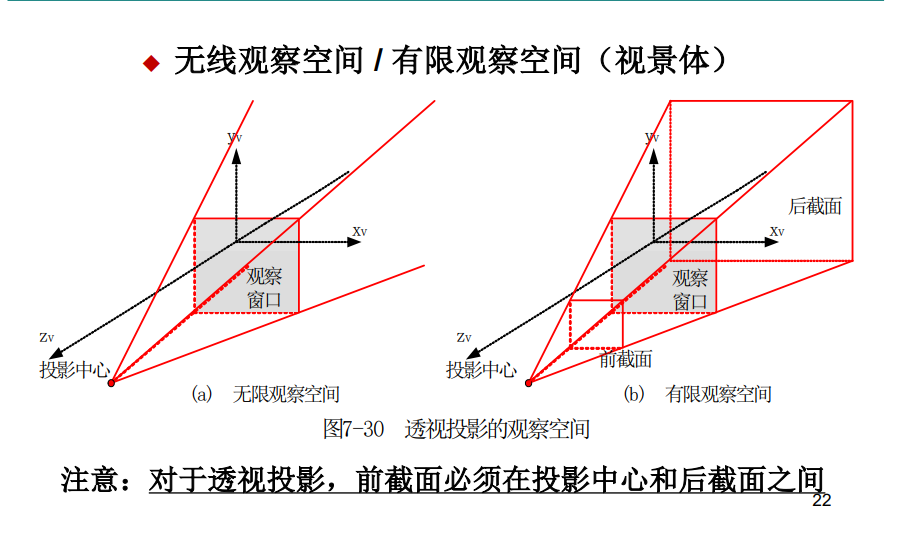 ◆ 无线观察空间 / 有限观察空间（视景体）
yv
xv
zv
观察
窗口
投影中心
(a) 无限观察空间
yv
xv
zv
后截面
观察
窗口
前截面
投影中心
(b) 有限观察空间
图7-30 透视投影的观察空间
注意：对于透视投影，前截面必须在投影中心和后截面之间
22